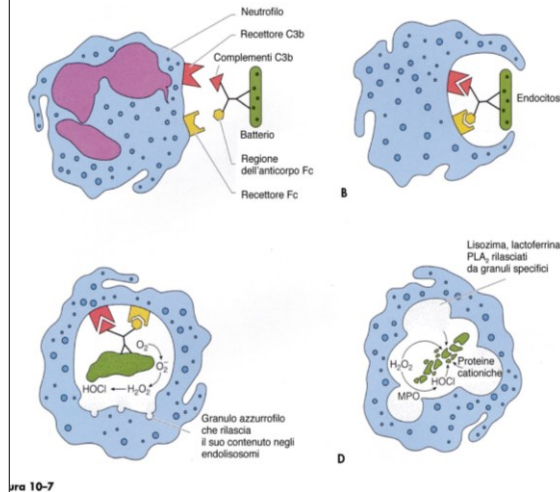 Neutrofilo
Recettore C3b
Complementi C3b
Batterio
Regione
dell'anticorpo Fc
Recettore Fc
B
Endocitos
O₂
O₂⁻
HOCl
H₂O₂
Granulo azzurrofilo
che rilascia
il suo contenuto negli
endolisosomi
Lisozima, lactoferrina
PLA₂ rilasciati
da granuli specifici
H₂O₂
Proteine
cationiche
HOCl
MPO
D
ura 10–7